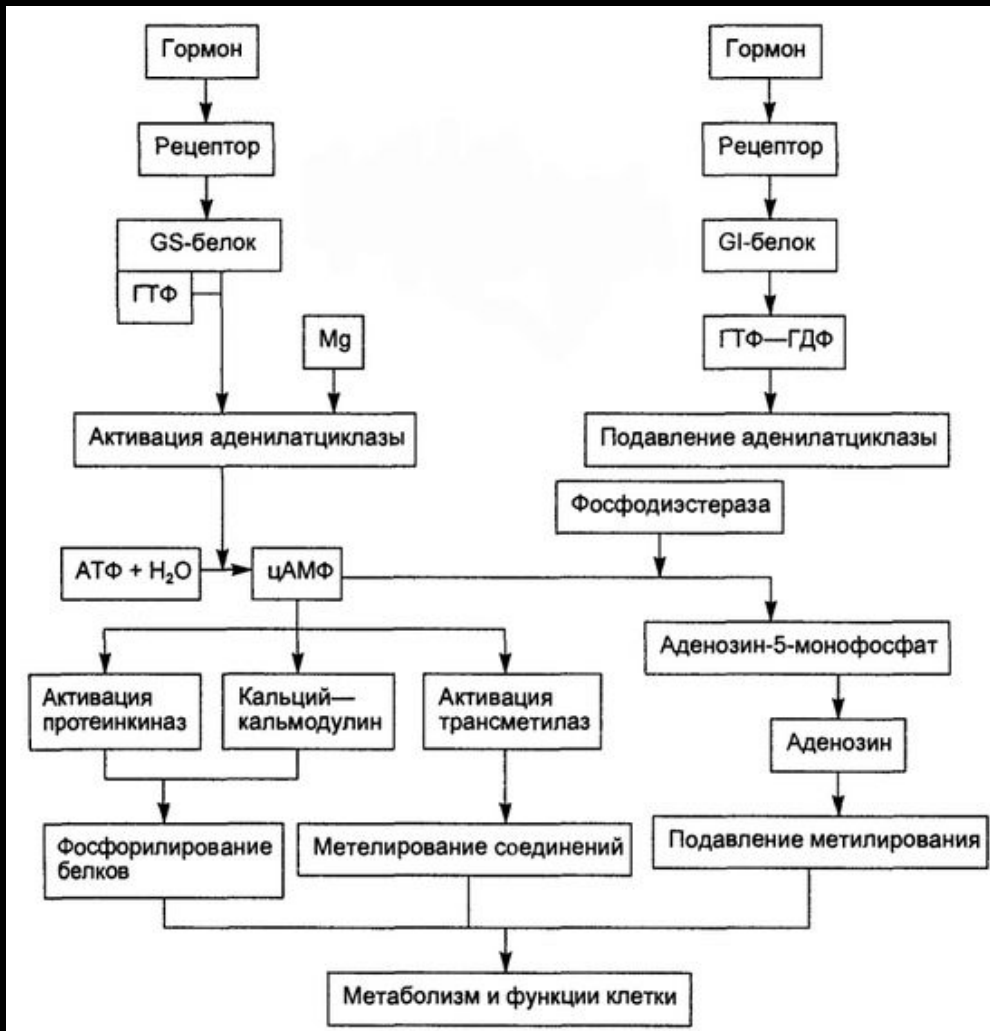 Гормон
Гормон
Рецептор
Рецептор
GS-белок
GI-белок
ГТФ
Mg
ГТФ—ГДФ
Активация аденилатциклазы
Подавление аденилатциклазы
Фосфодиэстераза
АТФ + H₂O
цАМФ
Аденозин-5-монофосфат
Активация
протеинкиназ
Кальций—
кальмодулин
Активация
трансметилаз
Аденозин
Фосфорилирование
белков
Метелирование соединений
Подавление метилирования
Метаболизм и функции клетки